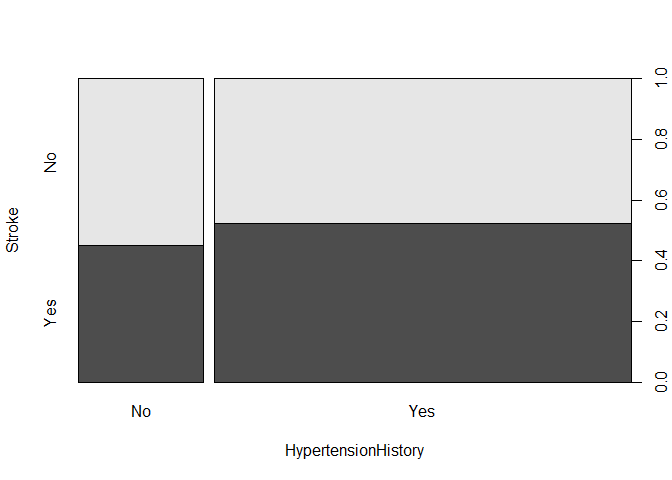 Stroke
No
Yes
1.0
0.8
0.6
0.4
0.2
0.0
No
Yes
HypertensionHistory